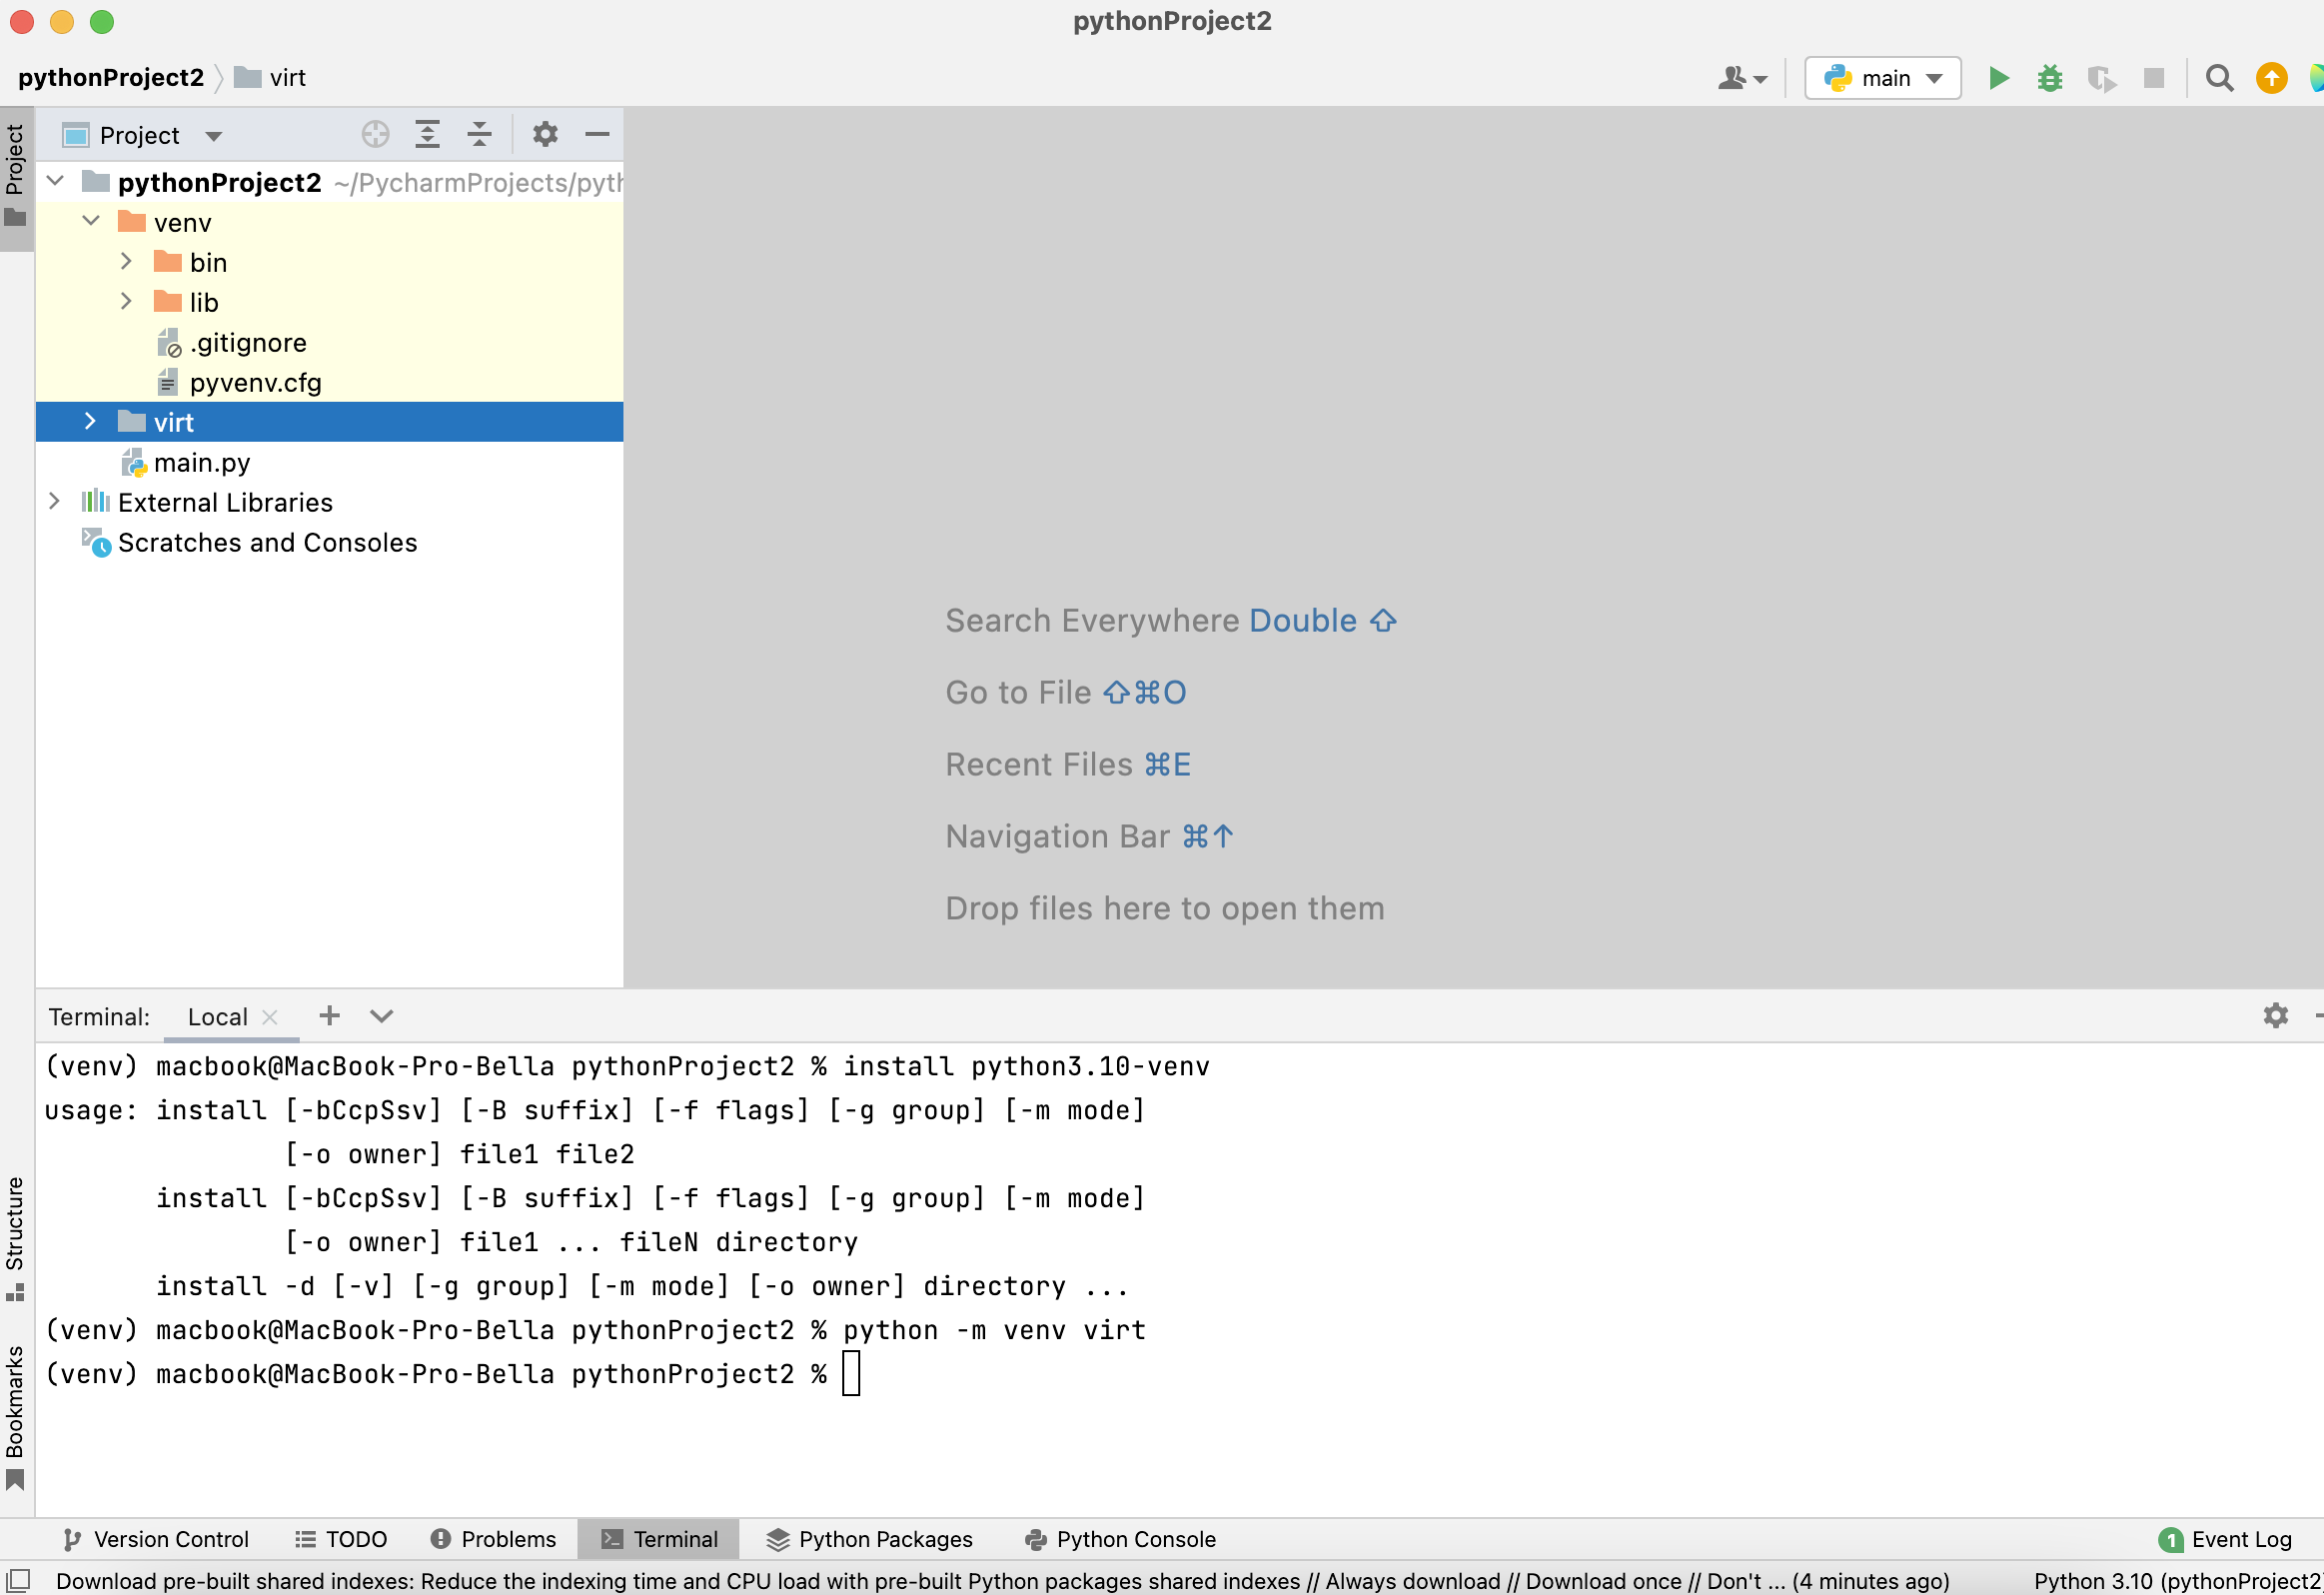 pythonProject2
pythonProject2 virt
main
Project
Project
pythonProject2 ~/PycharmProjects/pyth
venv
bin
lib
.gitignore
pyvenv.cfg
virt
main.py
External Libraries
Scratches and Consoles
Search Everywhere Double ⇧
Go to File ⇧⌘O
Recent Files ⌘E
Navigation Bar ⌘↑
Drop files here to open them
Terminal: Local
(venv) macbook@MacBook-Pro-Bella pythonProject2 % install python3.10-venv
usage: install [-bCcpSsv] [-B suffix] [-f flags] [-g group] [-m mode]
[-o owner] file1 file2
install [-bCcpSsv] [-B suffix] [-f flags] [-g group] [-m mode]
[-o owner] file1 ... fileN directory
install -d [-v] [-g group] [-m mode] [-o owner] directory ...
(venv) macbook@MacBook-Pro-Bella pythonProject2 % python -m venv virt
(venv) macbook@MacBook-Pro-Bella pythonProject2 %
Structure
Bookmarks
Version Control TODO Problems Terminal Python Packages Python Console 1 Event Log
Download pre-built shared indexes: Reduce the indexing time and CPU load with pre-built Python packages shared indexes // Always download // Download once // Don't ... (4 minutes ago) Python 3.10 (pythonProject2